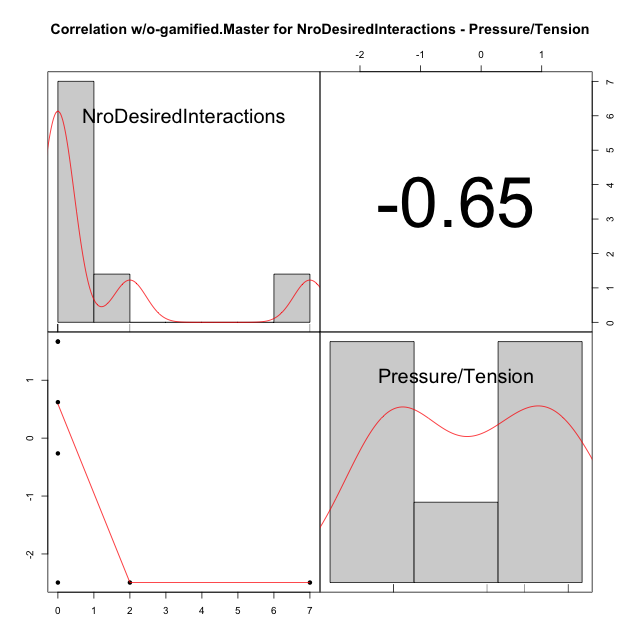 Correlation w/o-gamified.Master for NroDesiredInteractions - Pressure/Tension
-2 -1 0 1
NroDesiredInteractions
-0.65
7
6
5
4
3
2
1
0
Pressure/Tension
1
0
-1
-2
0 1 2 3 4 5 6 7